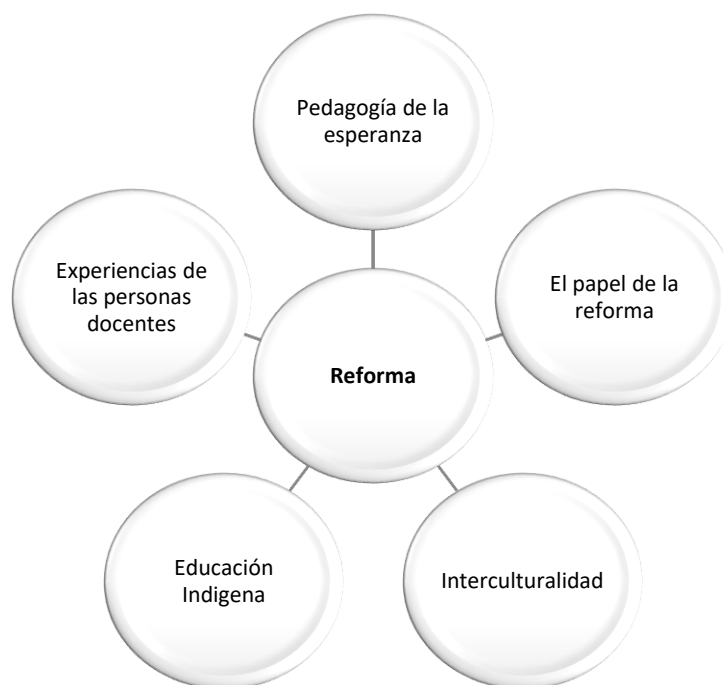 Pedagogía de la
esperanza
Experiencias de
las personas
docentes
El papel de la
reforma
Reforma
Educación
Indigena
Interculturalidad